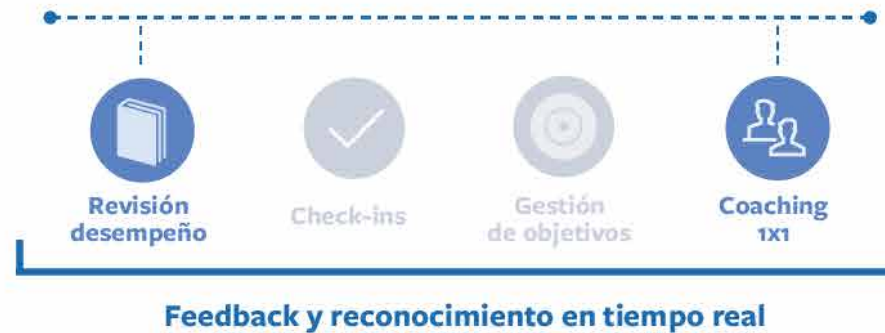 Revisión
desempeño
Check-ins
Gestión
de objetivos
Coaching
1x1
Feedback y reconocimiento en tiempo real